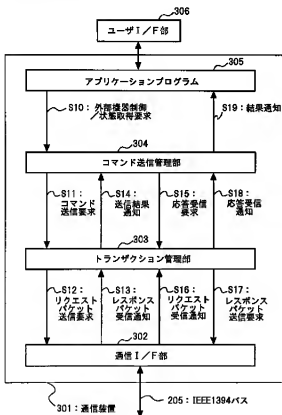 306
ユーザI/F部
305
アプリケーションプログラム
S10：外部機器制御
/状態取得要求
S19：結果通知
304
コマンド送信管理部
S11：
コマンド
送信要求
S14：
送信結果
通知
S15：
応答受信
要求
S18：
応答受信
通知
303
トランザクション管理部
S12：
リクエスト
パケット
送信要求
S13：
レスポンス
パケット
受信通知
S16：
リクエスト
パケット
受信通知
S17：
レスポンス
パケット
送信要求
302
通信I/F部
301：通信装置
205：IEEE1394バス